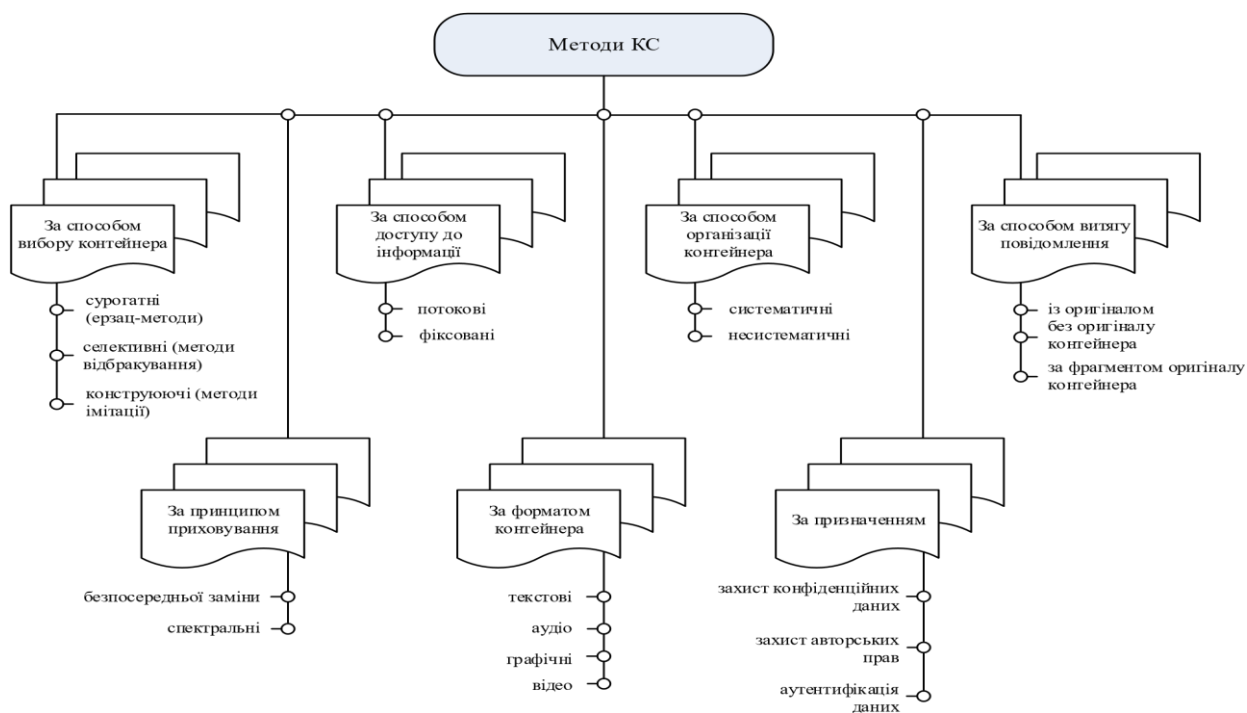 Методи КС
За способом
вибору контейнера
сурогатні
(ерзац-методи)
селективні (методи
відбракування)
конструюючі (методи
імітації)
За способом
доступу до
інформації
потокові
фіксовані
За способом
організації
контейнера
систематичні
несистематичні
За способом витягу
повідомлення
із оригіналом
без оригіналу
контейнера
за фрагментом оригіналу
контейнера
За принципом
приховування
безпосередньої заміни
спектральні
За форматом
контейнера
текстові
аудіо
графічні
відео
За призначенням
захист конфіденційних
даних
захист авторських
прав
аутентифікація
даних